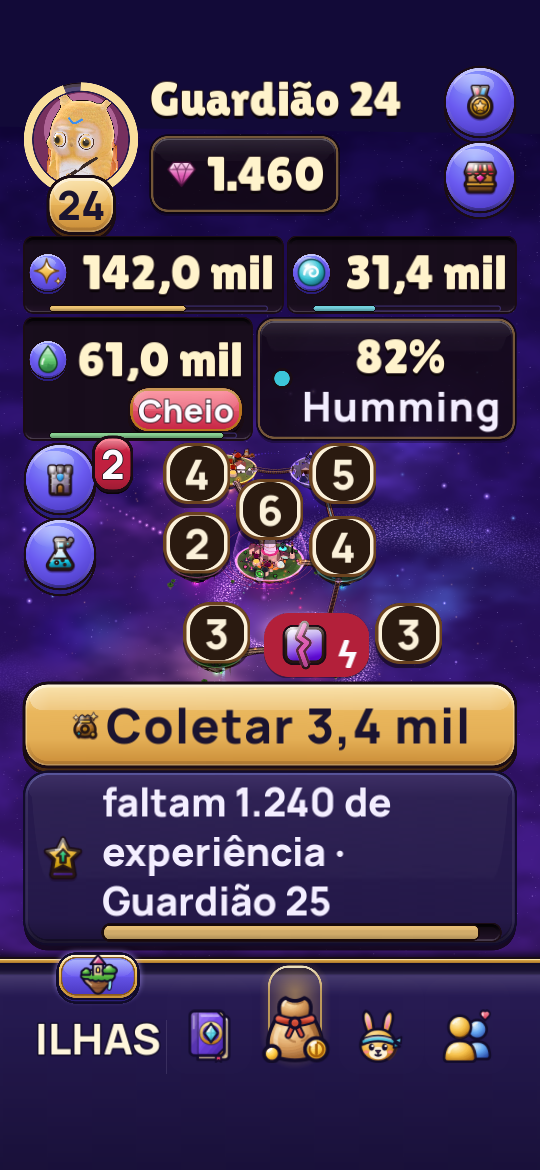 Guardião 24
1.460
24
142,0 mil
31,4 mil
61,0 mil
Cheio
82%
Humming
2
4
5
6
2
4
3
3
Coletar 3,4 mil
faltam 1.240 de
experiência ·
Guardião 25
ILHAS